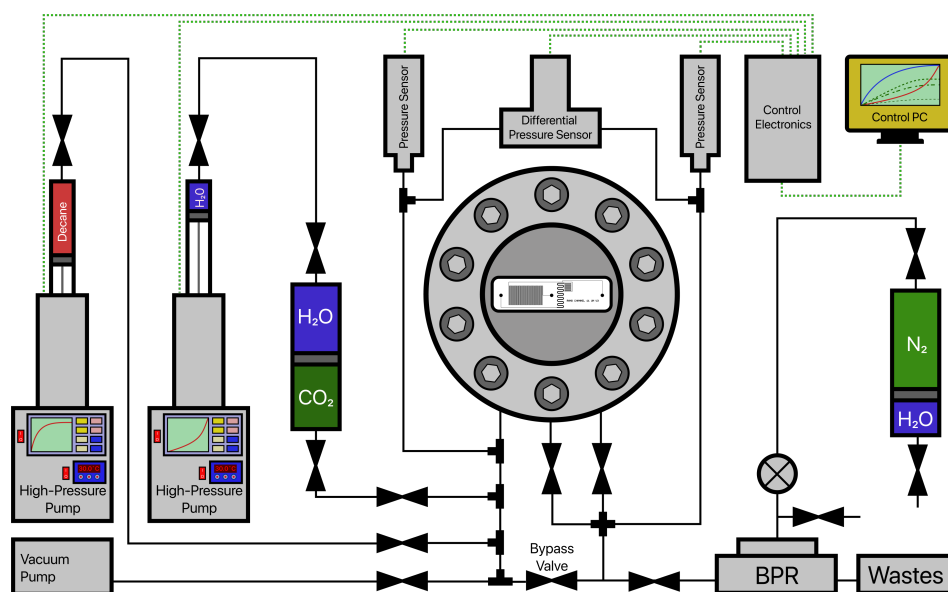 Pressure Sensor
Differential
Pressure Sensor
Pressure Sensor
Control
Electronics
Control PC
Decane
H₂O
H₂O
CO₂
N₂
H₂O
High-Pressure
Pump
High-Pressure
Pump
Vacuum
Pump
Bypass
Valve
BPR
Wastes